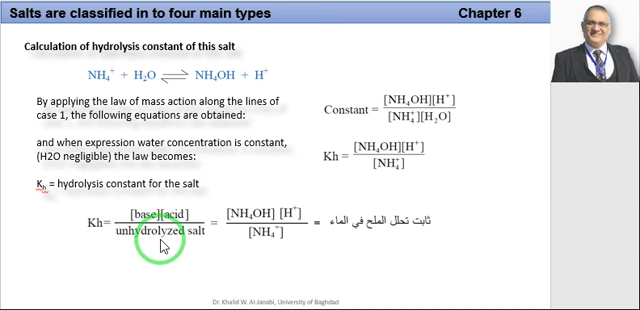 Salts are classified in to four main types Chapter 6
Calculation of hydrolysis constant of this salt
NH₄⁺ + H₂O ⇌ NH₄OH + H⁺
By applying the law of mass action along the lines of
case 1, the following equations are obtained:
Constant = [NH₄OH][H⁺] / [NH₄⁺][H₂O]
and when expression water concentration is constant,
(H2O negligible) the law becomes:
Kh = [NH₄OH][H⁺] / [NH₄⁺]
Kₕ = hydrolysis constant for the salt
Kh= [base][acid] / unhydrolyzed salt = [NH₄OH] [H⁺] / [NH₄⁺] = ثابت تحلل الملح في الماء
Dr. Khalid W. Al-Janabi, University of Baghdad